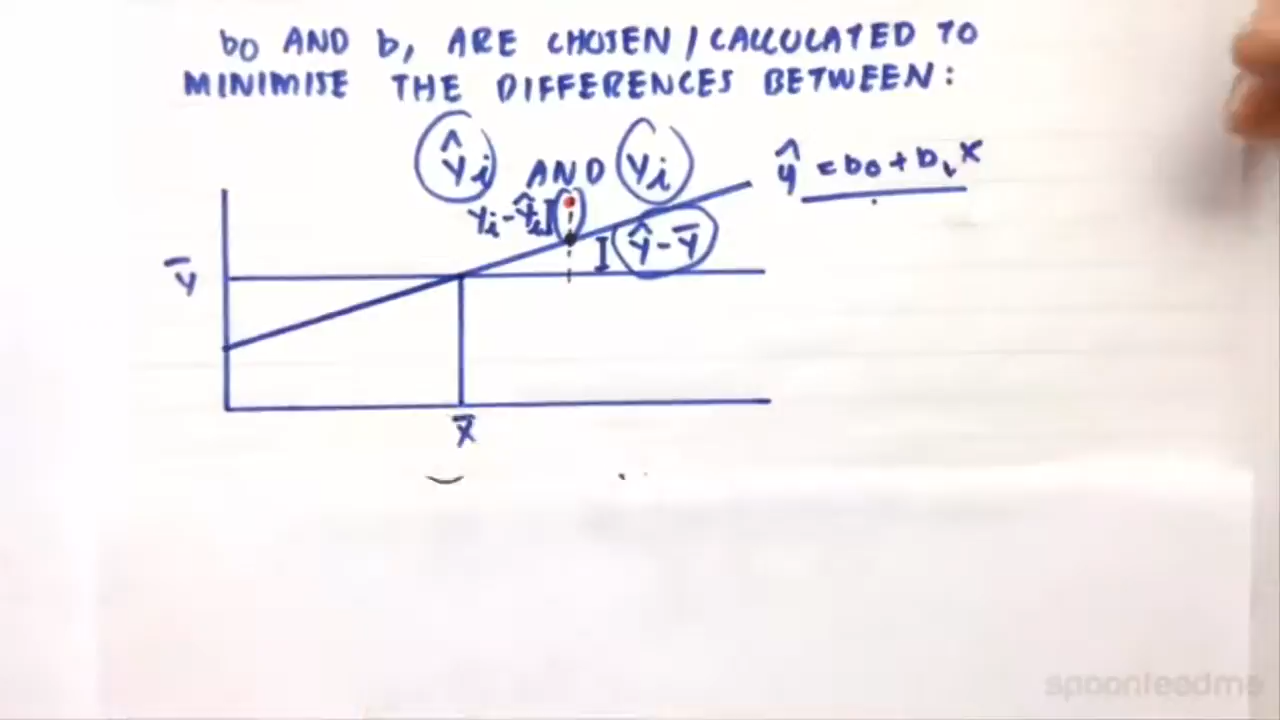 b0 AND b1 ARE CHOSEN / CALCULATED TO
MINIMISE THE DIFFERENCES BETWEEN:
ŷi AND yi
ŷ = b0 + b1x
yi - ŷi
ŷ - ȳ
ȳ
x̄
spoonfeedme